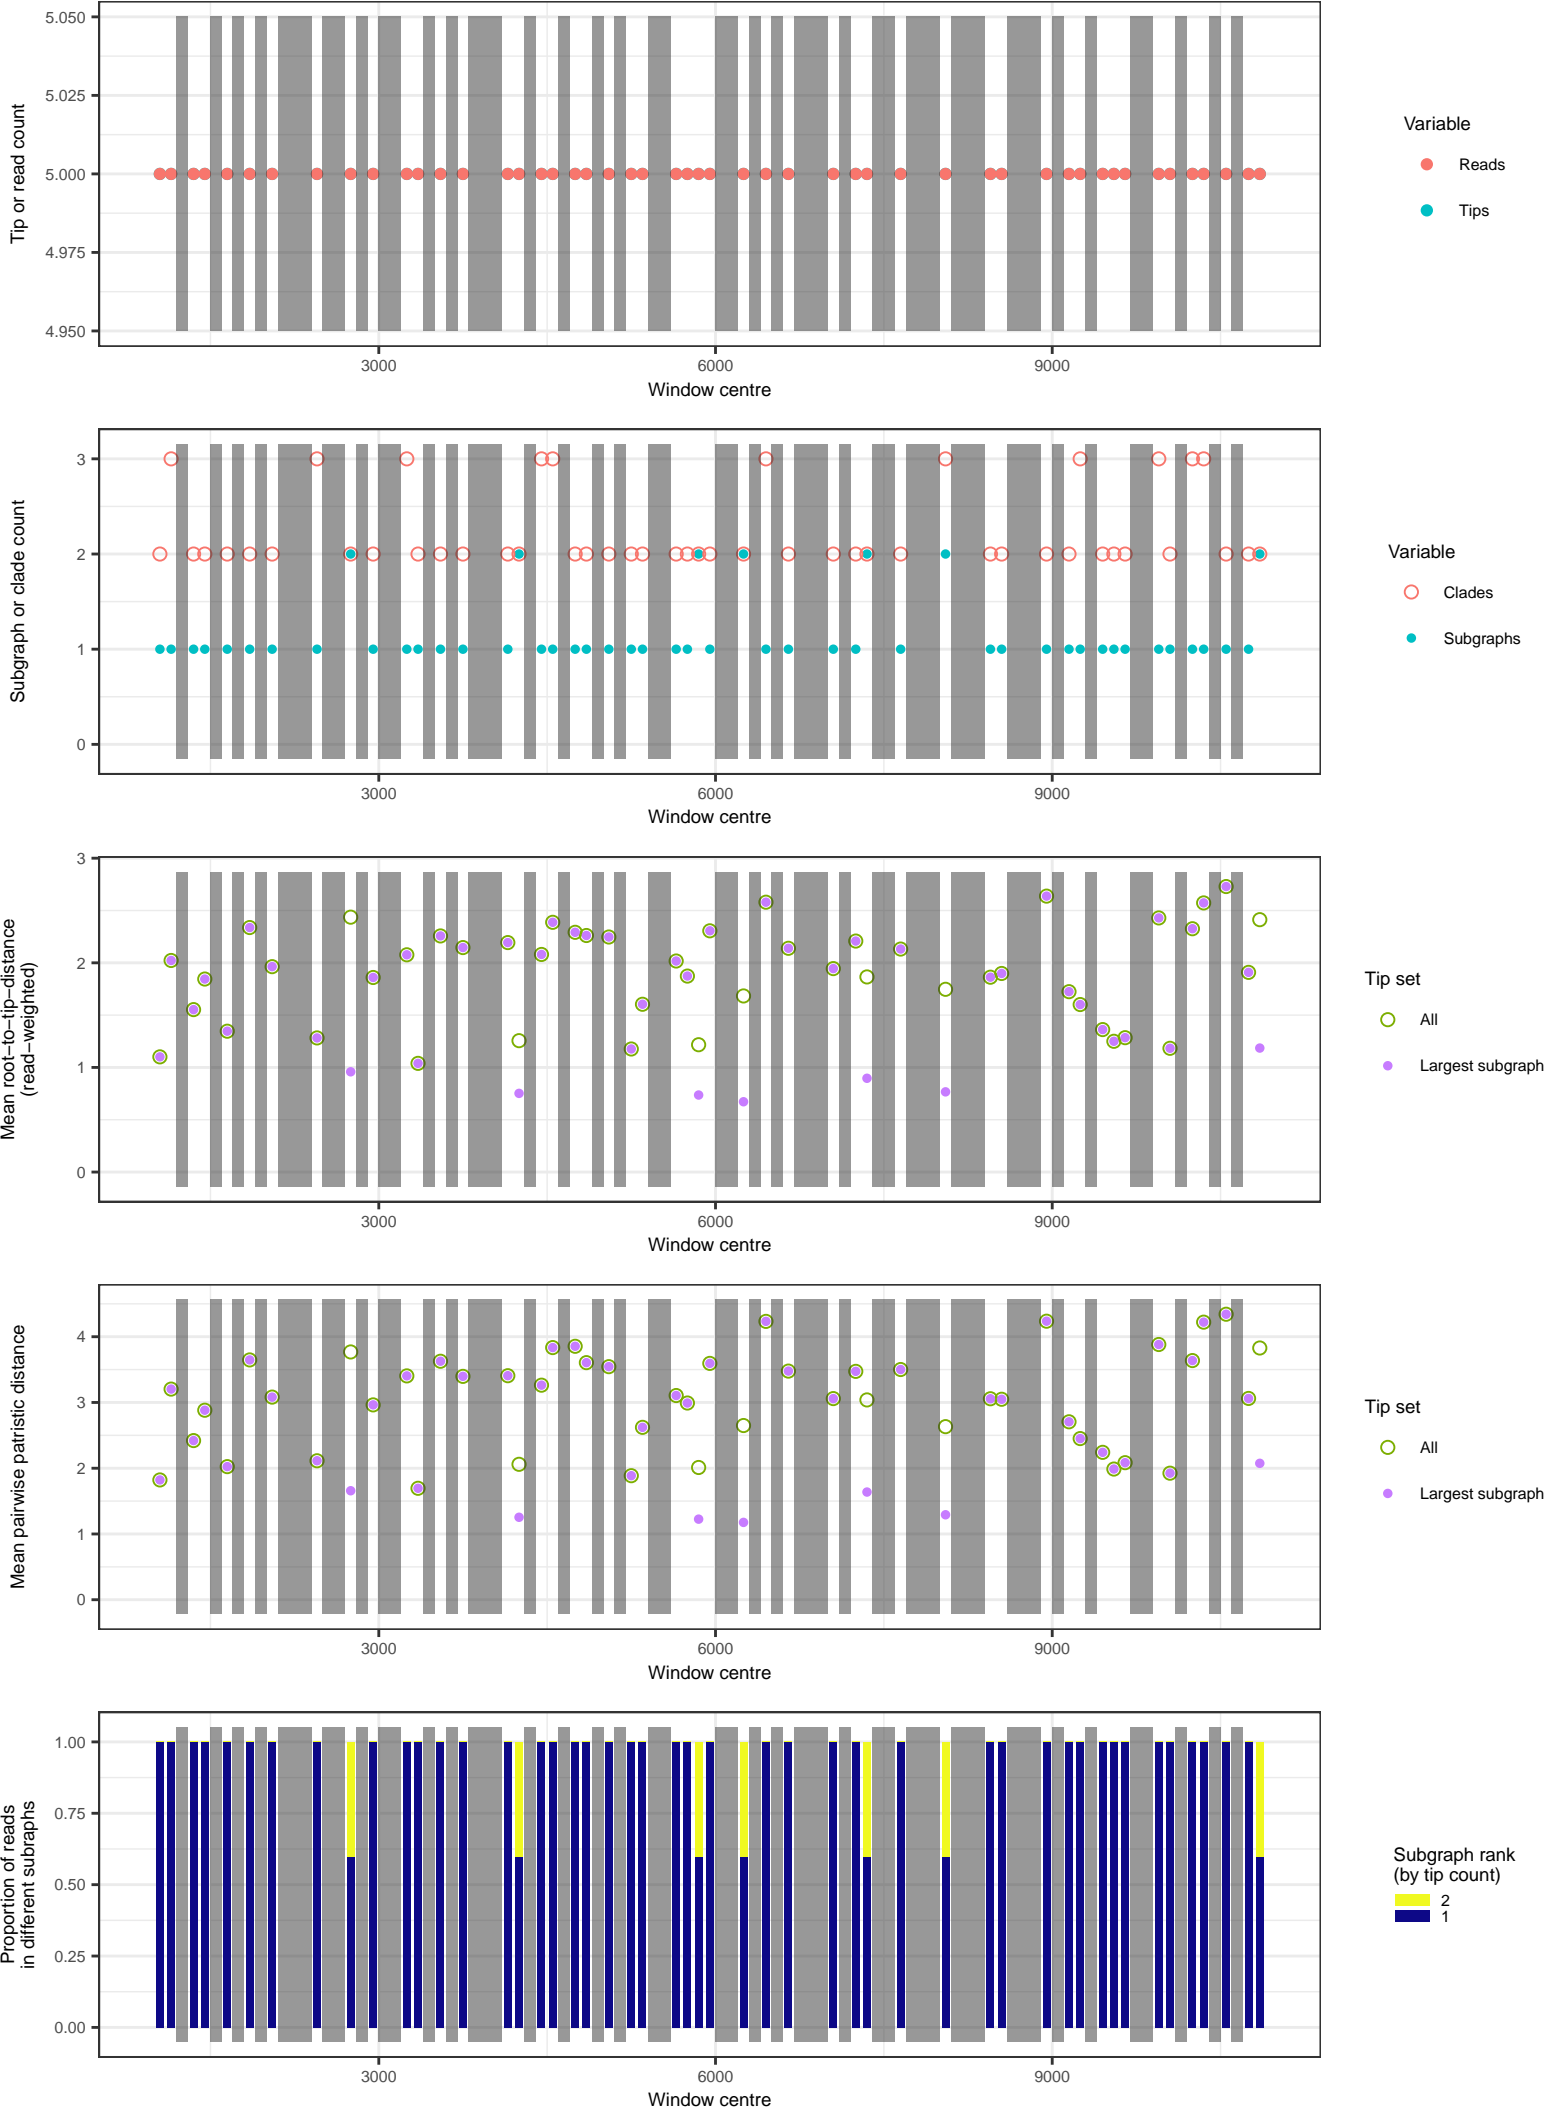 5.050
5.025
5.000
4.975
4.950
Tip or read count
3000
6000
9000
Window centre
Variable
Reads
Tips
3
2
1
0
Subgraph or clade count
3000
6000
9000
Window centre
Variable
Clades
Subgraphs
3
2
1
0
Mean root−to−tip−distance
(read−weighted)
3000
6000
9000
Window centre
Tip set
All
Largest subgraph
4
3
2
1
0
Mean pairwise patristic distance
3000
6000
9000
Window centre
Tip set
All
Largest subgraph
1.00
0.75
0.50
0.25
0.00
Proportion of reads
in different subraphs
3000
6000
9000
Window centre
Subgraph rank
(by tip count)
2
1